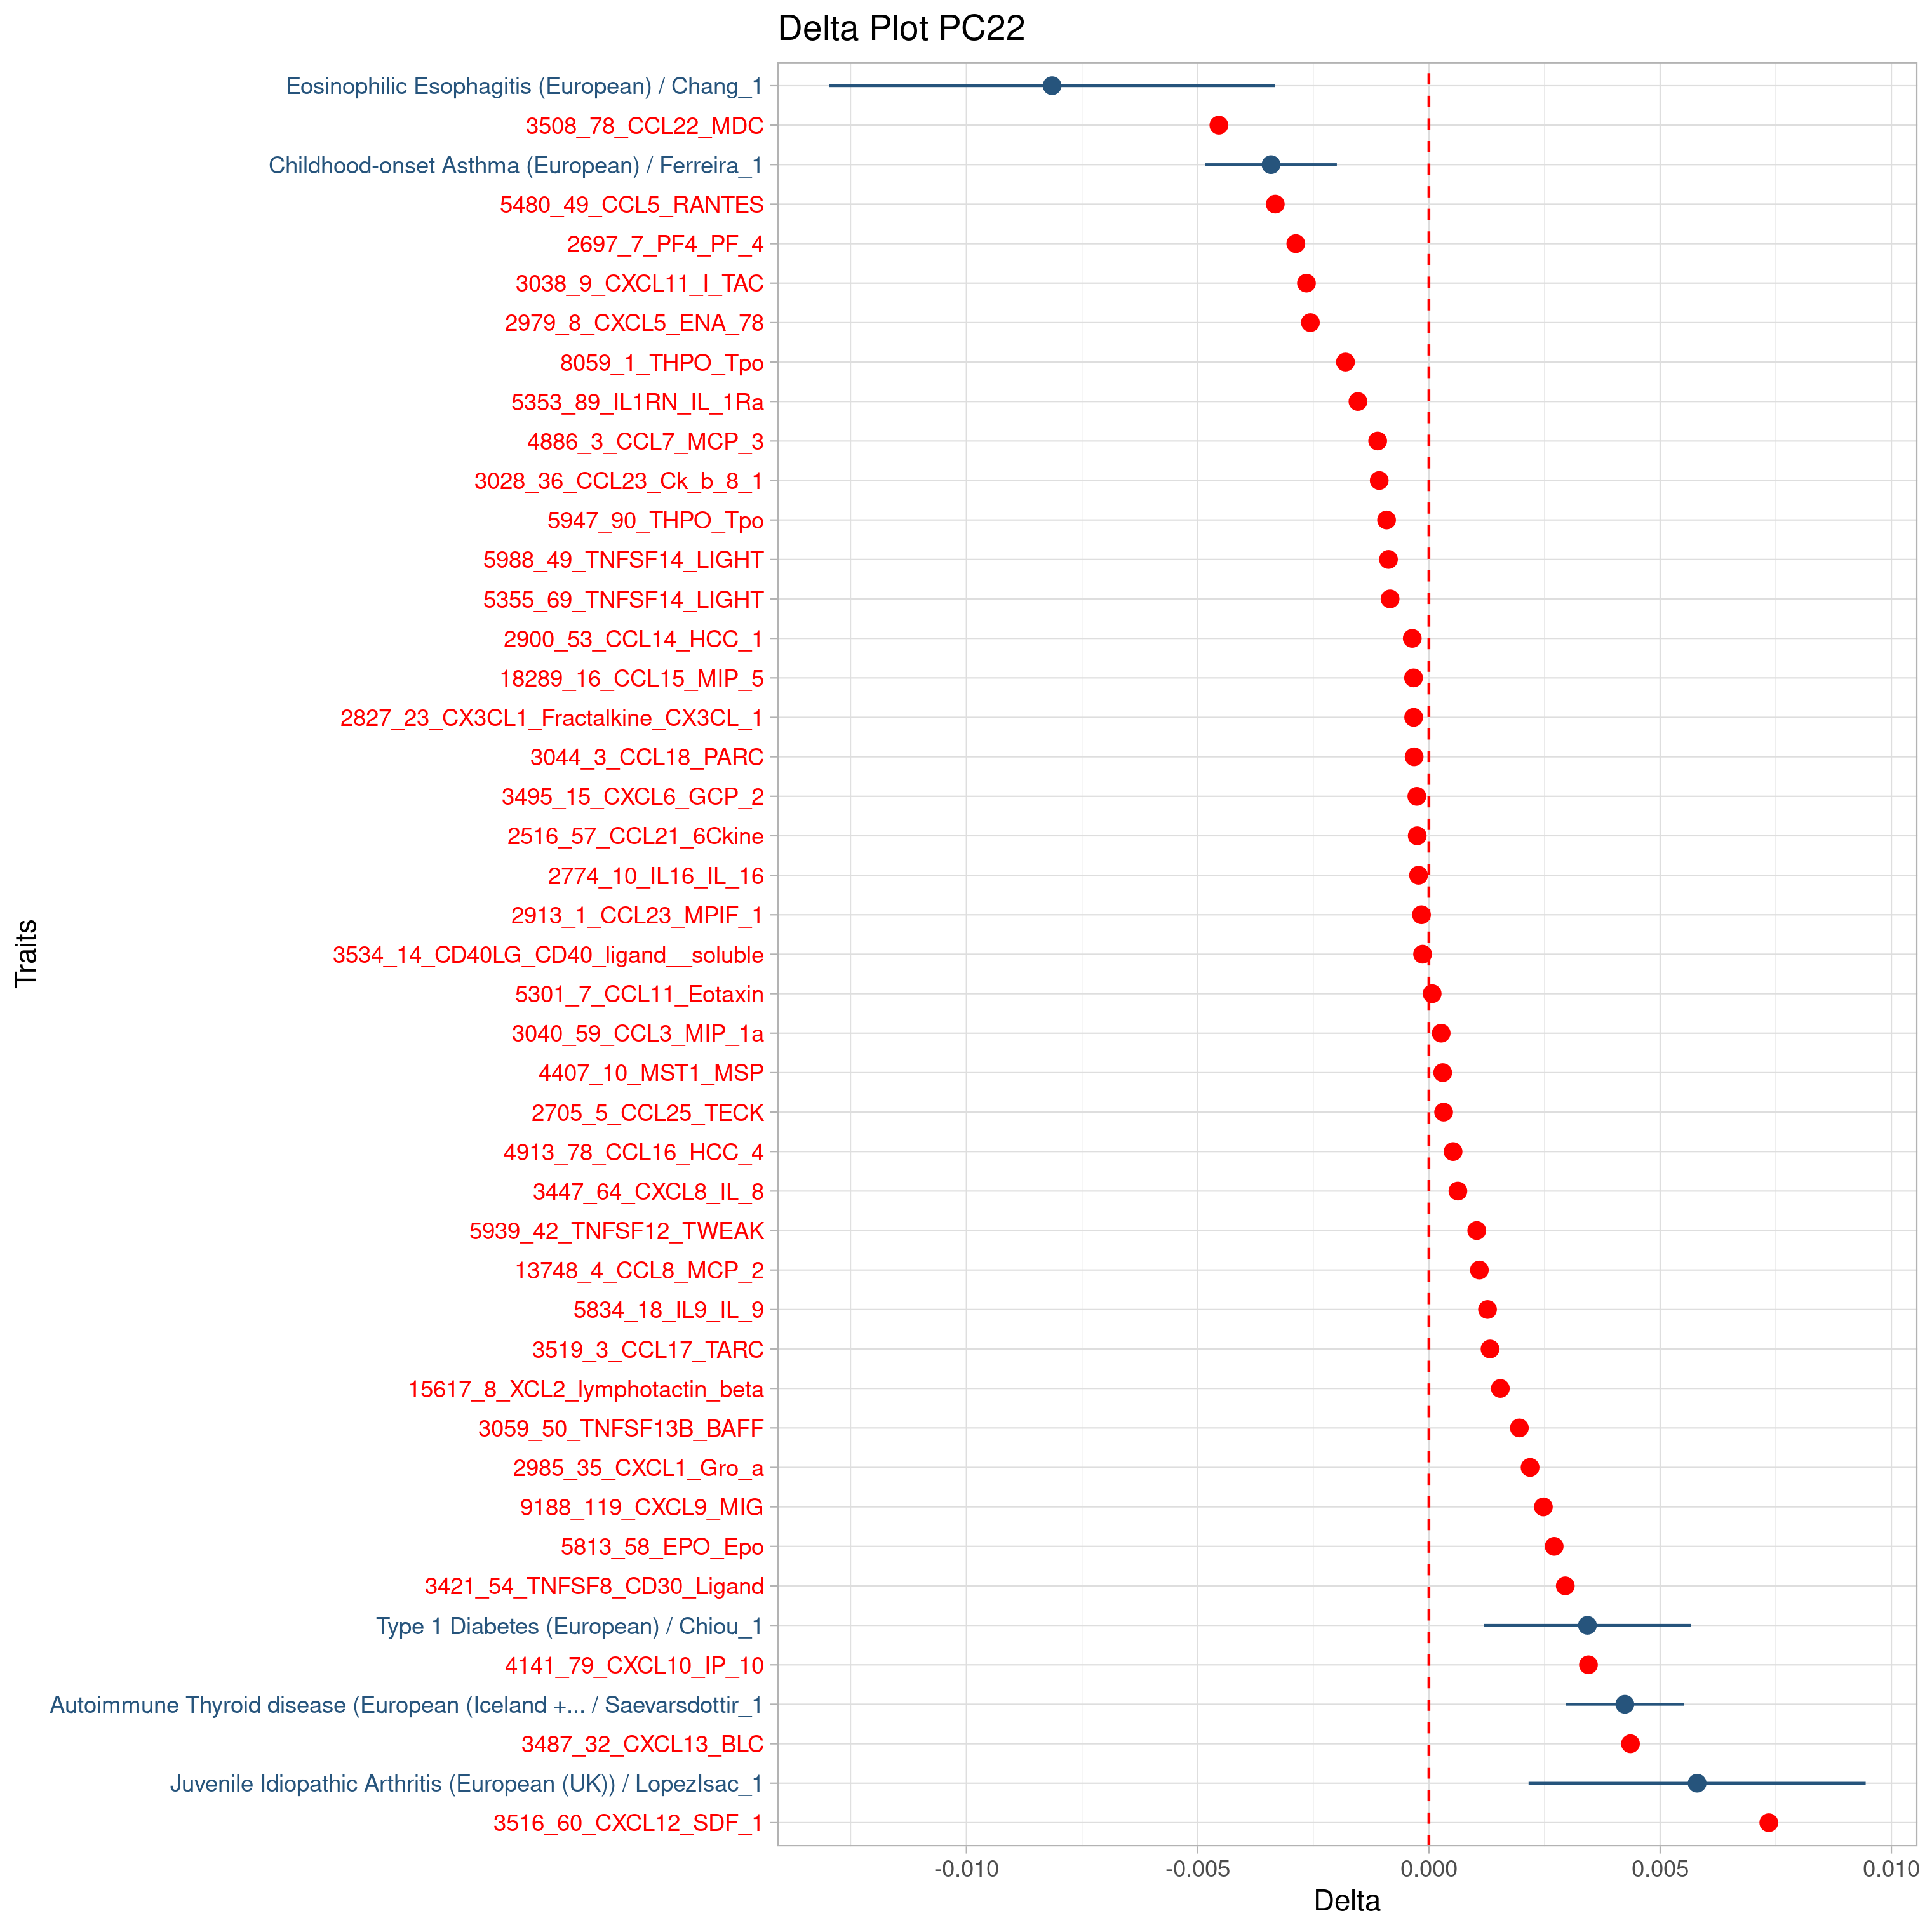 Delta Plot PC22
Eosinophilic Esophagitis (European) / Chang_1
3508_78_CCL22_MDC
Childhood-onset Asthma (European) / Ferreira_1
5480_49_CCL5_RANTES
2697_7_PF4_PF_4
3038_9_CXCL11_I_TAC
2979_8_CXCL5_ENA_78
8059_1_THPO_Tpo
5353_89_IL1RN_IL_1Ra
4886_3_CCL7_MCP_3
3028_36_CCL23_Ck_b_8_1
5947_90_THPO_Tpo
5988_49_TNFSF14_LIGHT
5355_69_TNFSF14_LIGHT
2900_53_CCL14_HCC_1
18289_16_CCL15_MIP_5
2827_23_CX3CL1_Fractalkine_CX3CL_1
3044_3_CCL18_PARC
3495_15_CXCL6_GCP_2
2516_57_CCL21_6Ckine
2774_10_IL16_IL_16
2913_1_CCL23_MPIF_1
3534_14_CD40LG_CD40_ligand__soluble
5301_7_CCL11_Eotaxin
3040_59_CCL3_MIP_1a
4407_10_MST1_MSP
2705_5_CCL25_TECK
4913_78_CCL16_HCC_4
3447_64_CXCL8_IL_8
5939_42_TNFSF12_TWEAK
13748_4_CCL8_MCP_2
5834_18_IL9_IL_9
3519_3_CCL17_TARC
15617_8_XCL2_lymphotactin_beta
3059_50_TNFSF13B_BAFF
2985_35_CXCL1_Gro_a
9188_119_CXCL9_MIG
5813_58_EPO_Epo
3421_54_TNFSF8_CD30_Ligand
Type 1 Diabetes (European) / Chiou_1
4141_79_CXCL10_IP_10
Autoimmune Thyroid disease (European (Iceland +... / Saevarsdottir_1
3487_32_CXCL13_BLC
Juvenile Idiopathic Arthritis (European (UK)) / LopezIsac_1
3516_60_CXCL12_SDF_1
Traits
-0.010 -0.005 0.000 0.005 0.010
Delta